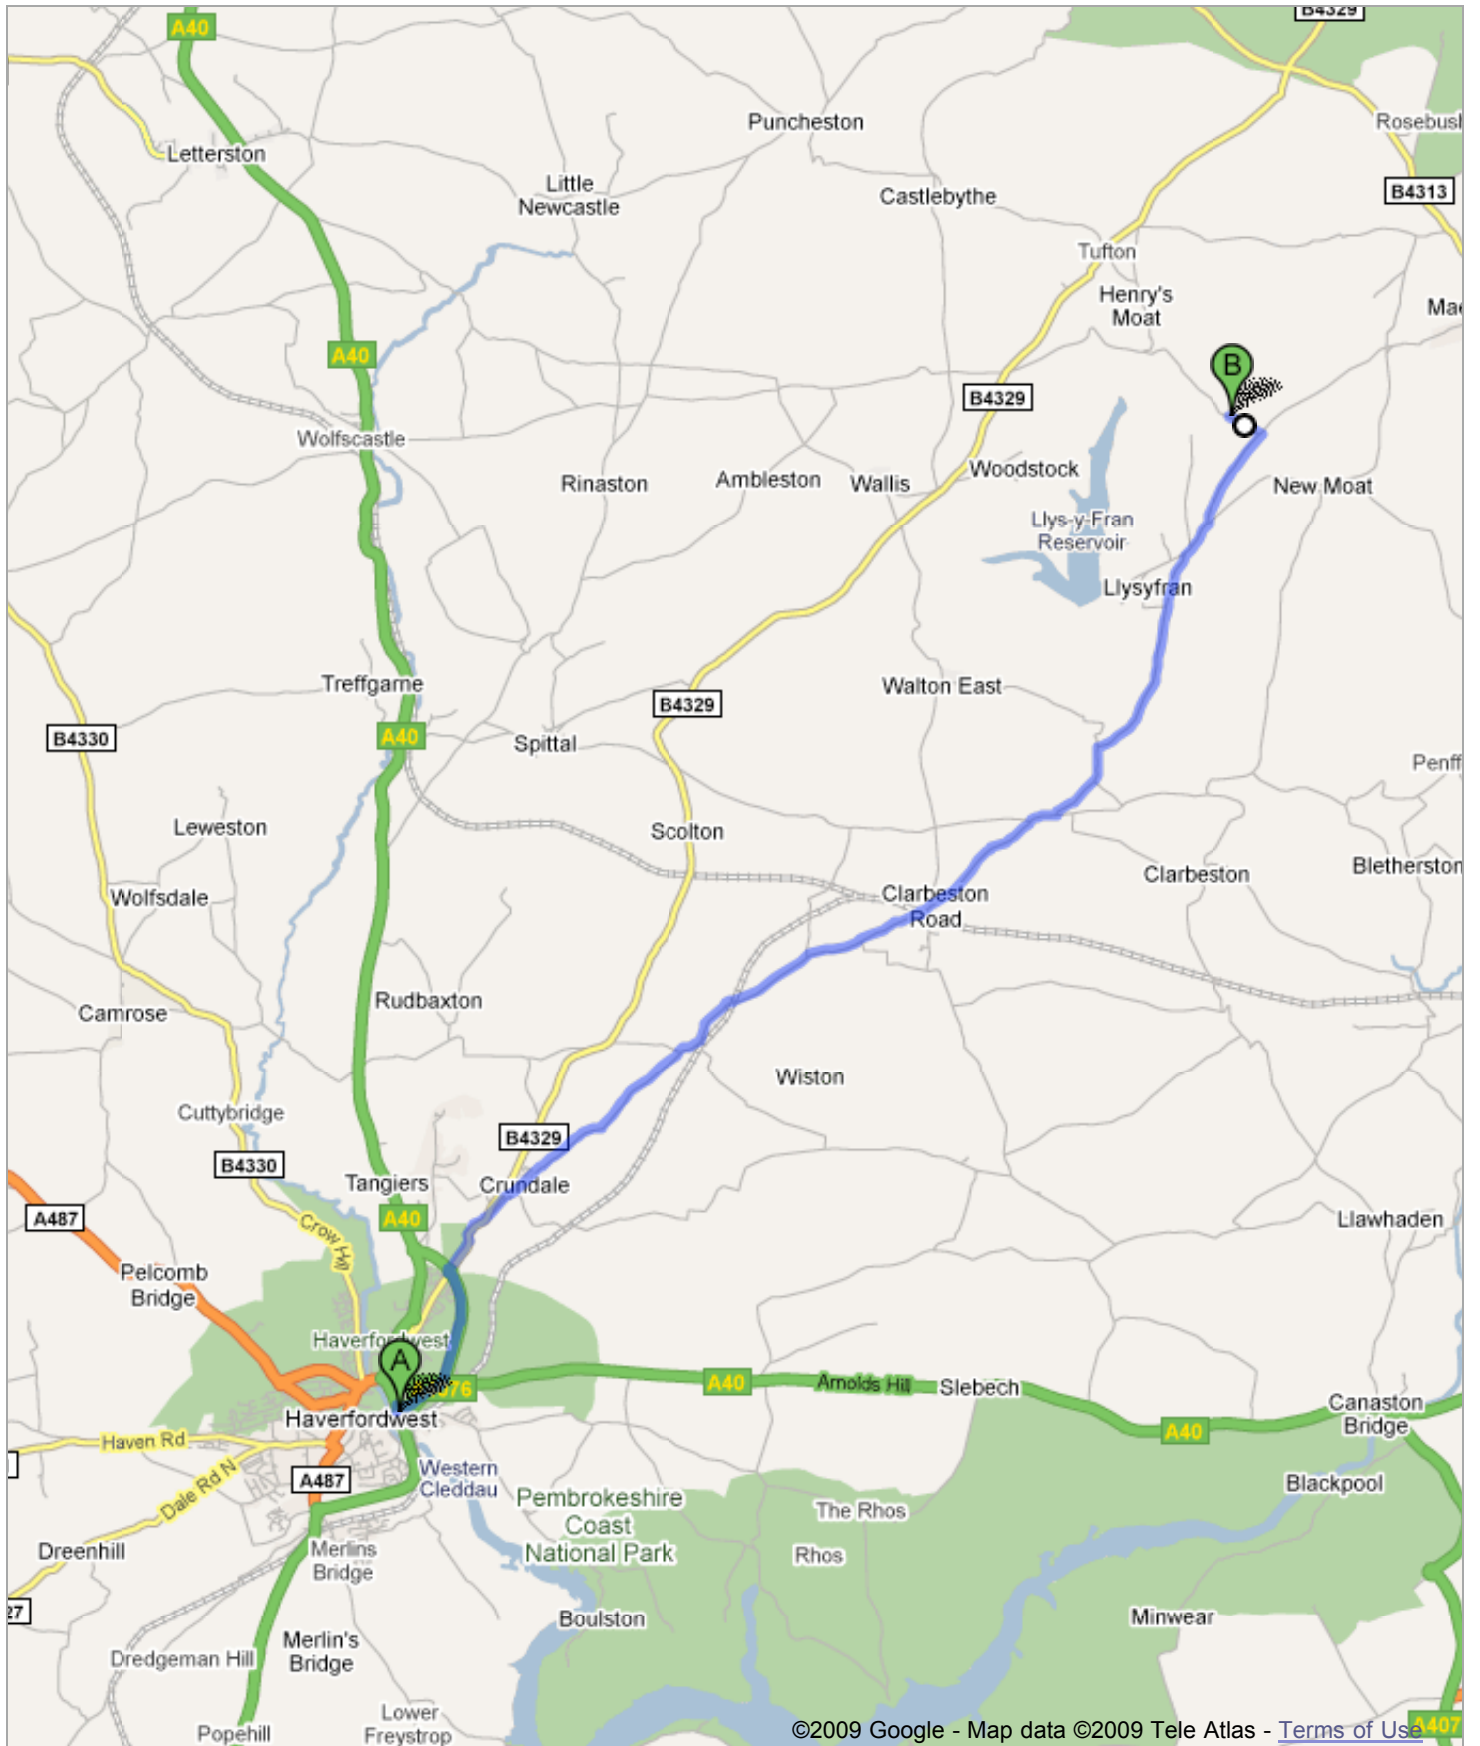 B4329
A40
Puncheston
Rosebush
Letterston
Little
Newcastle
Castlebythe
B4313
Tufton
Henry's
Moat
A40
B
B4329
Wolfscastle
Rinaston
Ambleston
Wallis
Woodstock
New Moat
Llys-y-Fran
Reservoir
Llysyfran
Treffgarne
Walton East
B4329
B4330
A40
Spittal
Leweston
Scolton
Clarbeston
Bletherston
Wolfsdale
Clarbeston
Road
Rudbaxton
Camrose
Wiston
Cuttybridge
B4329
B4330
Tangiers
Crundale
A487
A40
Crow Hill
Llawhaden
Pelcomb
Bridge
Haverfordwest
A
A40
Arnolds Hill
Slebech
Canaston
Bridge
Haverfordwest
A40
Haven Rd
A487
Western
Cleddau
Dale Rd N
Blackpool
Pembrokeshire
Coast
National Park
The Rhos
Dreenhill
Merlins
Bridge
Rhos
Boulston
Minwear
Merlin's
Bridge
Dredgeman Hill
Lower
Freystrop
Popehill
©2009 Google - Map data ©2009 Tele Atlas - Terms of Use